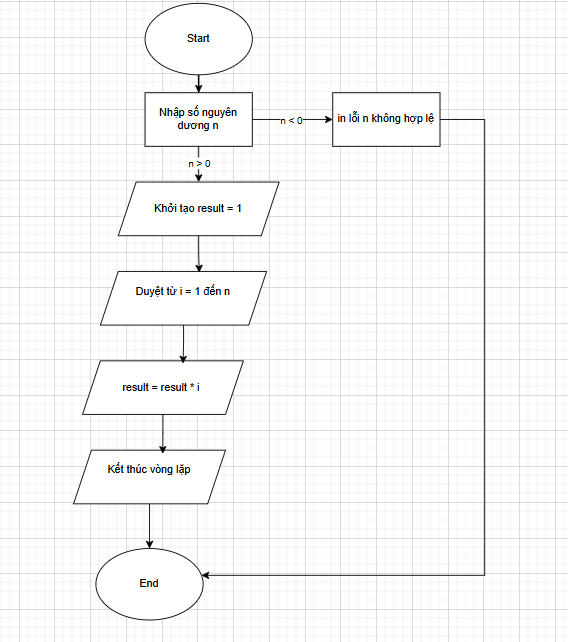 Start
Nhập số nguyên
dương n
n < 0
in lỗi n không hợp lệ
n > 0
Khởi tạo result = 1
Duyệt từ i = 1 đến n
result = result * i
Kết thúc vòng lặp
End